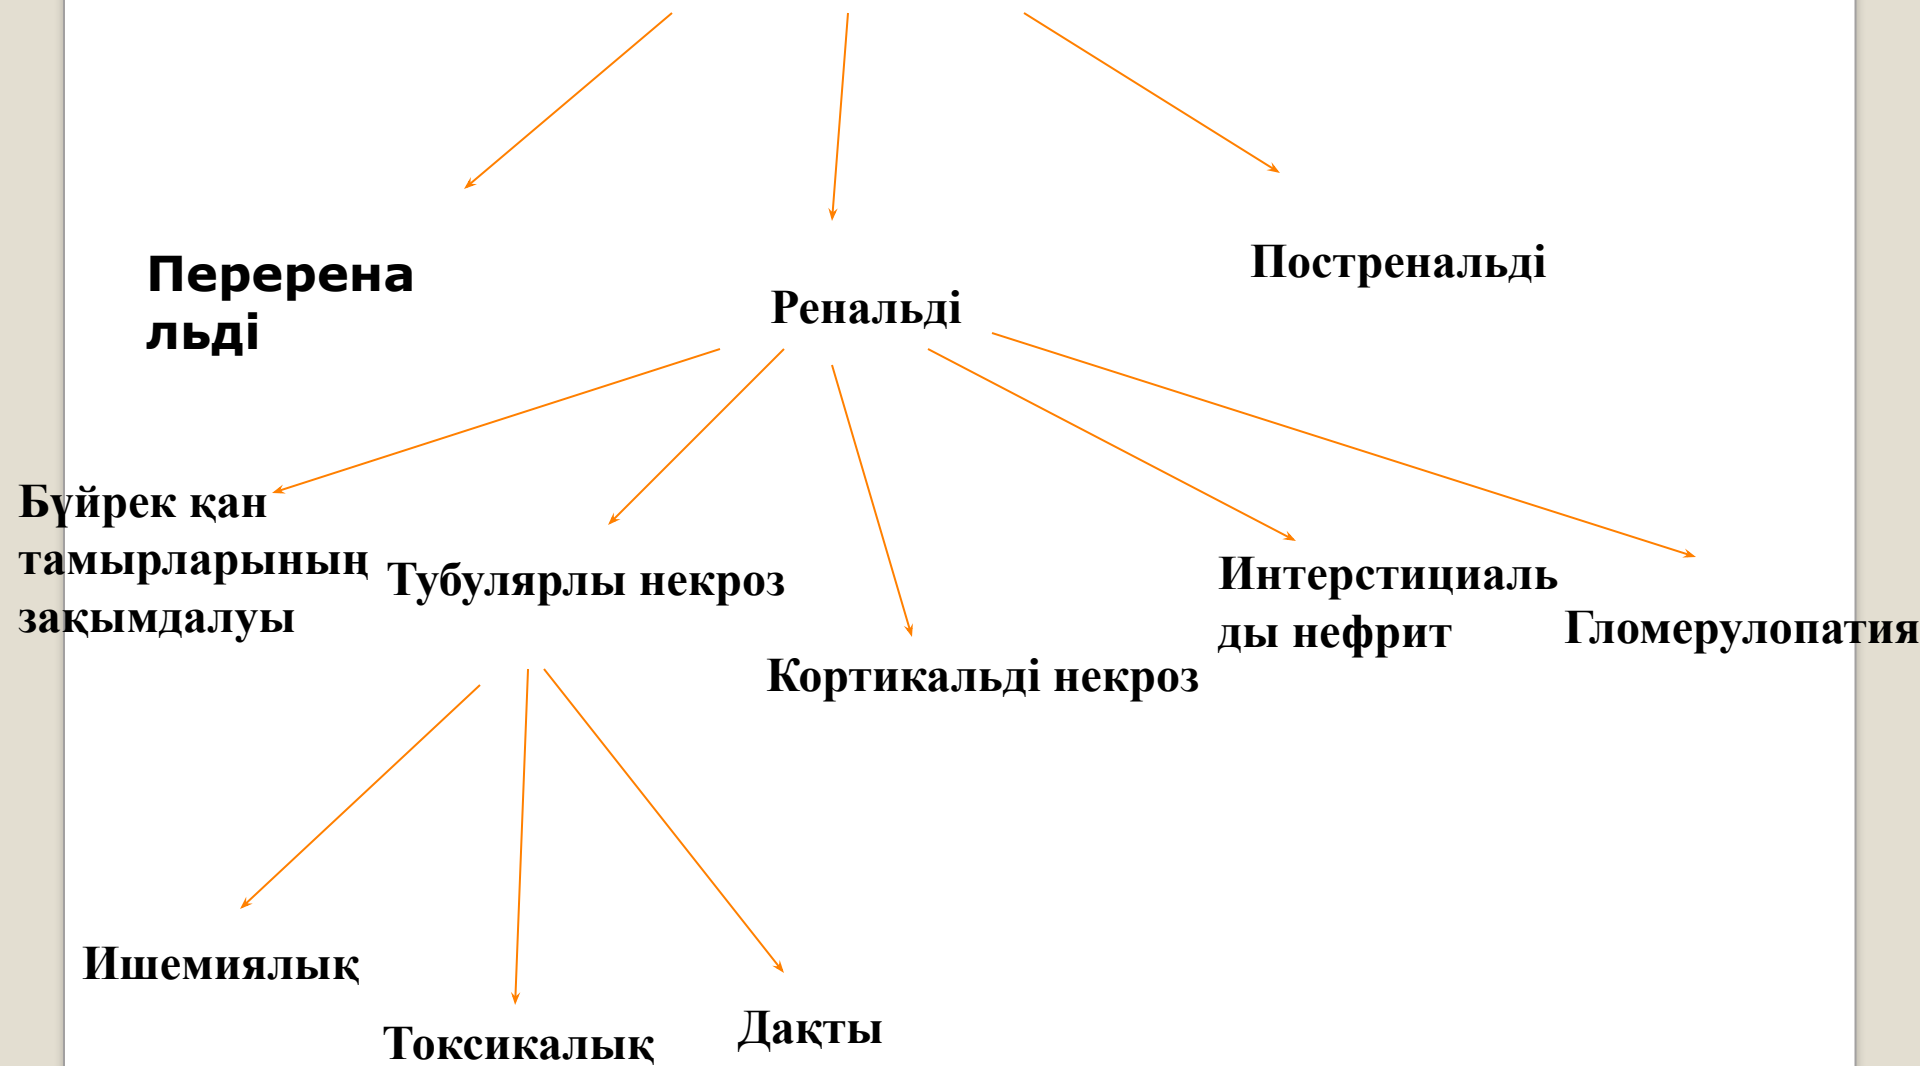 Перерена
льді
Ренальді
Постренальді
Бүйрек қан
тамырларының
зақымдалуы
Тубулярлы некроз
Кортикальді некроз
Интерстициаль
ды нефрит
Гломерулопатия
Ишемиялық
Токсикалық
Дақты